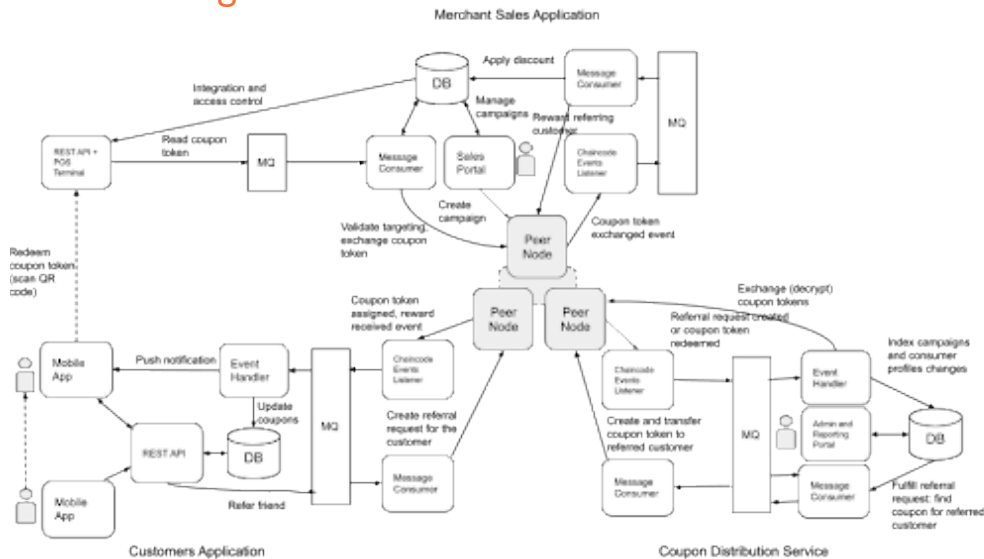 Merchant Sales Application
Apply discount
DB
Message
Consumer
MQ
Integration and
access control
Manage
campaigns
Reward referring
customer
REST API +
POS
Terminal
Read coupon
token
MQ
Message
Consumer
Sales
Portal
Chaincode
Events
Listener
Create
campaign
Validate targeting,
exchange coupon
token
Coupon token
exchanged event
Peer
Node
Redeem
coupon token
(scan QR
code)
Coupon token
assigned, reward
received event
Peer
Node
Peer
Node
Exchange (decrypt)
coupon tokens
Referral request created
or coupon token
redeemed
Index campaigns
and consumer
profiles changes
Mobile
App
Push notification
Event
Handler
MQ
Chaincode
Events
Listener
Chaincode
Events
Listener
MQ
Event
Handler
Update
coupons
Create referral
request for the
customer
Create and transfer
coupon token to
referred customer
Admin and
Reporting
Portal
DB
REST API
DB
Mobile
App
Refer friend
Message
Consumer
Message
Consumer
Message
Consumer
Fulfill referral
request: find
coupon for referred
customer
Customers Application
Coupon Distribution Service